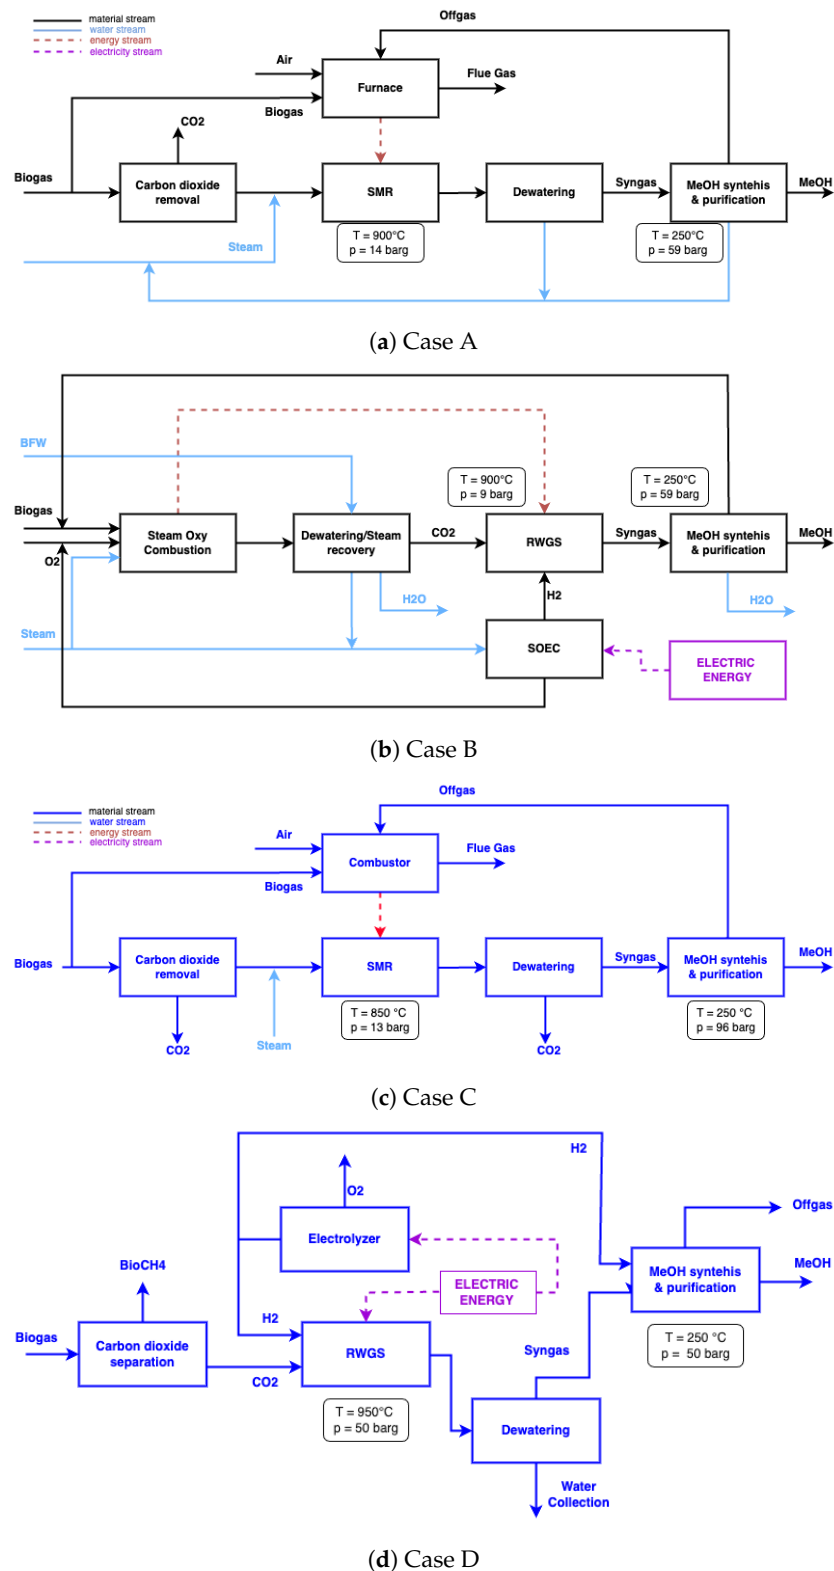 material stream
water stream
energy stream
electricity stream
Offgas
Air
Furnace
Flue Gas
Biogas
CO2
Biogas
Carbon dioxide
removal
SMR
Dewatering
Syngas
MeOH syntehis
& purification
MeOH
T = 900°C
p = 14 barg
T = 250°C
p = 59 barg
Steam
(a) Case A
BFW
T = 900°C
p = 9 barg
T = 250°C
p = 59 barg
Biogas
O2
Steam Oxy
Combustion
Dewatering/Steam
recovery
CO2
RWGS
Syngas
MeOH syntehis
& purification
MeOH
H2O
H2
H2O
Steam
SOEC
ELECTRIC
ENERGY
(b) Case B
material stream
water stream
energy stream
electricity stream
Offgas
Air
Combustor
Flue Gas
Biogas
Biogas
Carbon dioxide
removal
SMR
Dewatering
Syngas
MeOH syntehis
& purification
MeOH
T = 850 °C
p = 13 barg
T = 250 °C
p = 96 barg
CO2
Steam
CO2
(c) Case C
H2
O2
Electrolyzer
Offgas
BioCH4
ELECTRIC
ENERGY
MeOH syntehis
& purification
MeOH
H2
Biogas
Carbon dioxide
separation
CO2
RWGS
Syngas
T = 250 °C
p = 50 barg
T = 950°C
p = 50 barg
Dewatering
Water
Collection
(d) Case D